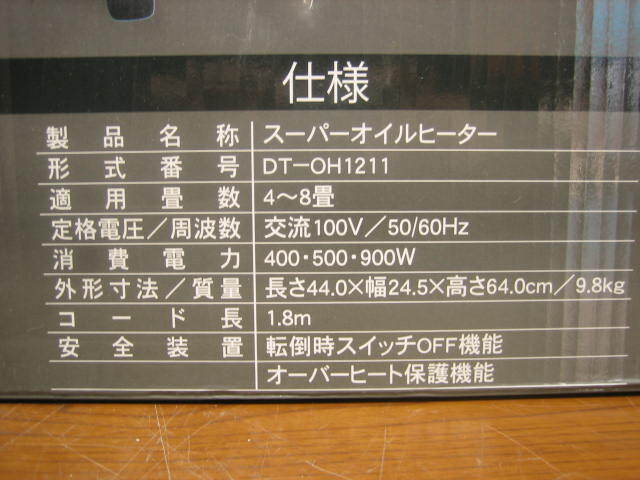 仕様
製品名称 スーパーオイルヒーター
形式番号 DT-OH1211
適用畳数 4～8畳
定格電圧／周波数 交流100V／50/60Hz
消費電力 400・500・900W
外形寸法／質量 長さ44.0×幅24.5×高さ64.0cm／9.8kg
コード長 1.8m
安全装置 転倒時スイッチOFF機能
オーバーヒート保護機能